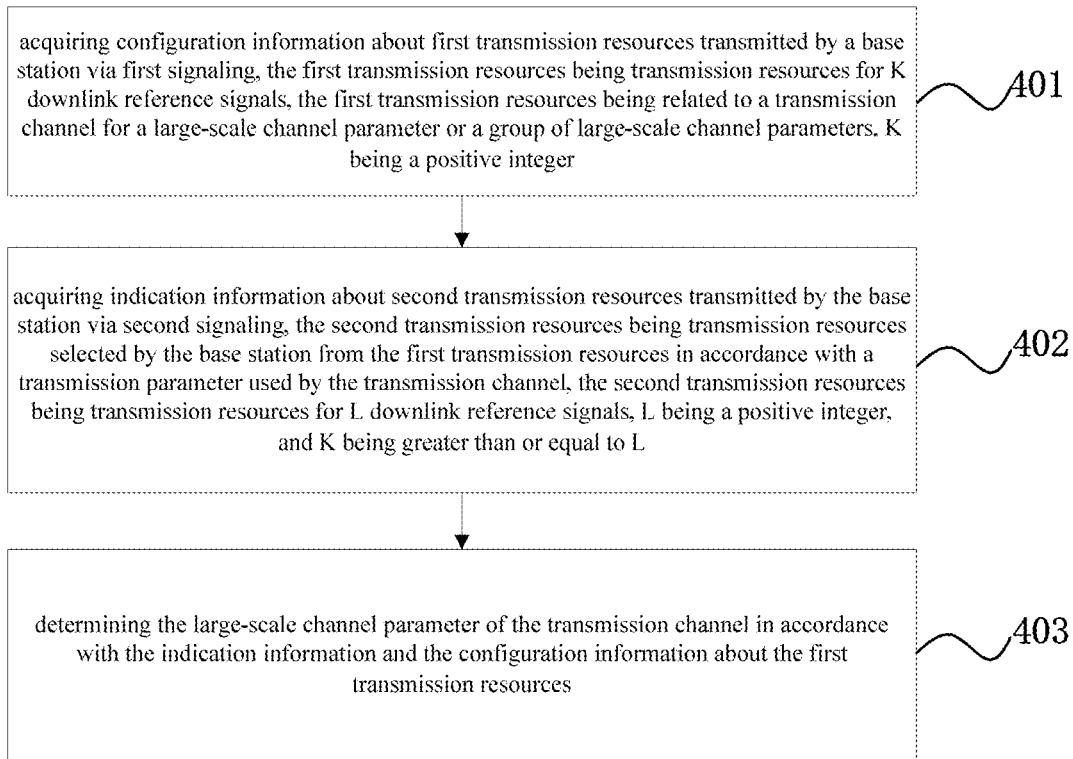 acquiring configuration information about first transmission resources transmitted by a base
station via first signaling, the first transmission resources being transmission resources for K
downlink reference signals, the first transmission resources being related to a transmission
channel for a large-scale channel parameter or a group of large-scale channel parameters. K
being a positive integer
401
acquiring indication information about second transmission resources transmitted by the base
station via second signaling, the second transmission resources being transmission resources
selected by the base station from the first transmission resources in accordance with a
transmission parameter used by the transmission channel, the second transmission resources
being transmission resources for L downlink reference signals, L being a positive integer,
and K being greater than or equal to L
402
determining the large-scale channel parameter of the transmission channel in accordance
with the indication information and the configuration information about the first
transmission resources
403